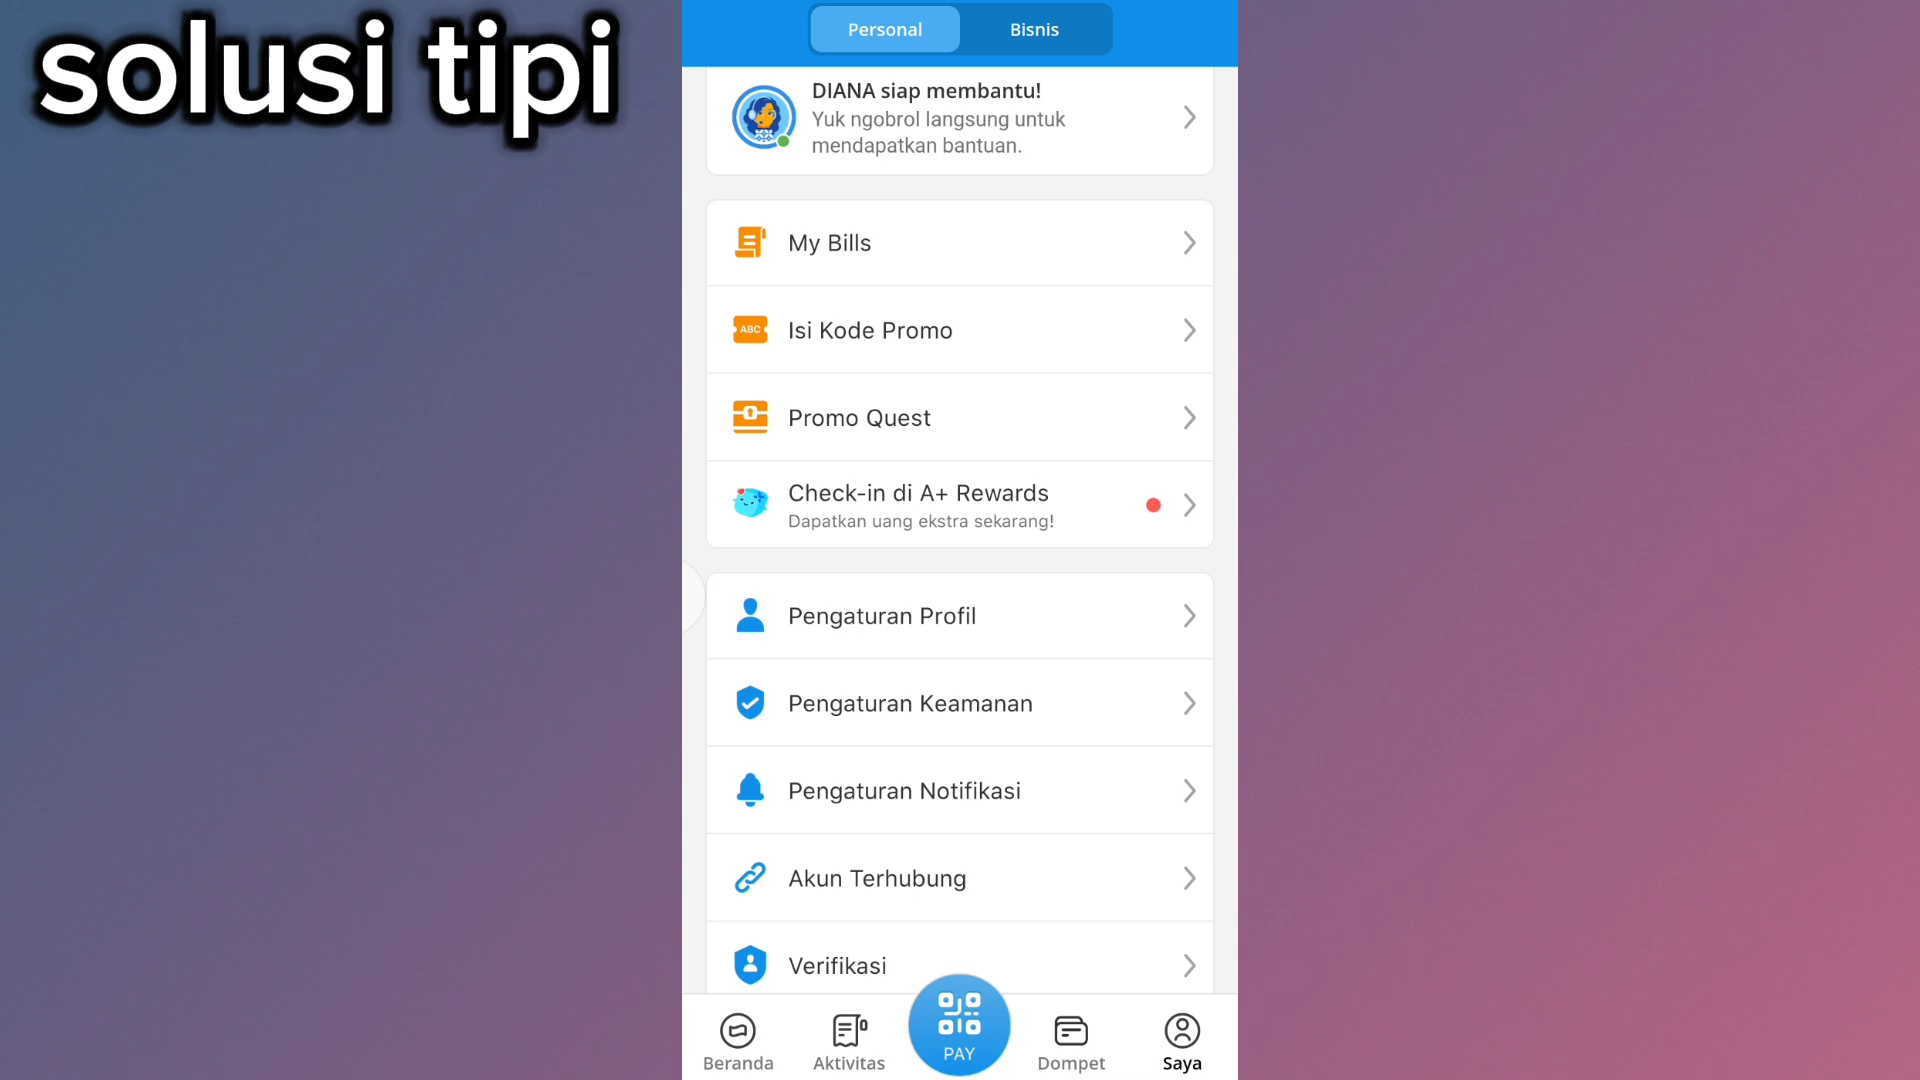 solusi tipi
Personal
Bisnis
DIANA siap membantu!
Yuk ngobrol langsung untuk
mendapatkan bantuan.
My Bills
ABC
Isi Kode Promo
Promo Quest
Check-in di A+ Rewards
Dapatkan uang ekstra sekarang!
Pengaturan Profil
Pengaturan Keamanan
Pengaturan Notifikasi
Akun Terhubung
Verifikasi
Beranda
Aktivitas
PAY
Dompet
Saya